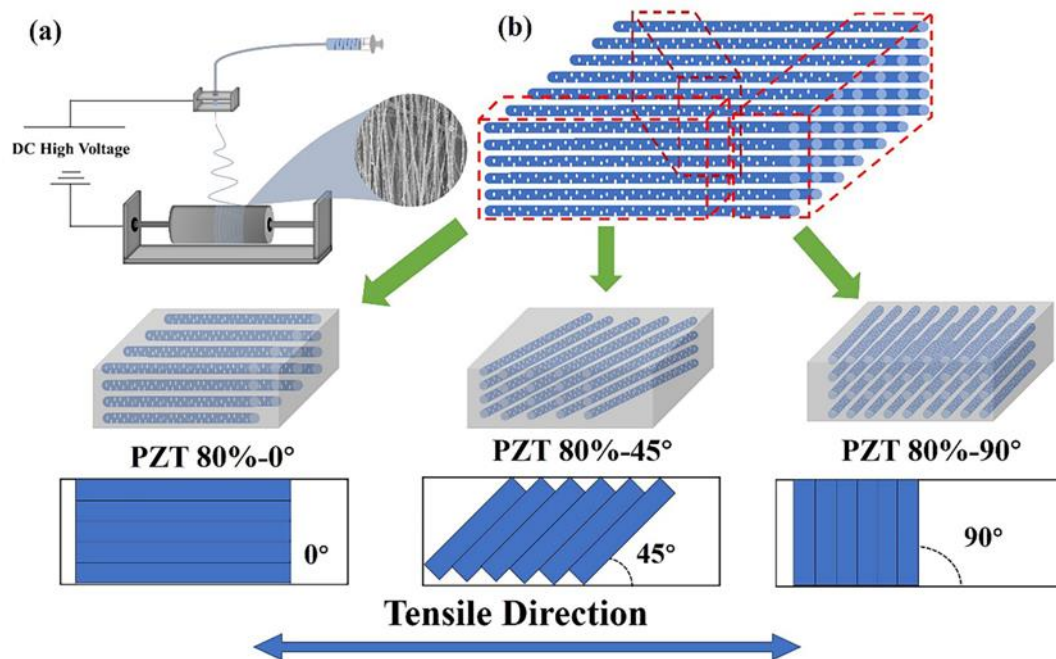 (a)
(b)
DC High Voltage
PZT 80%-0°
PZT 80%-45°
PZT 80%-90°
0°
45°
90°
Tensile Direction